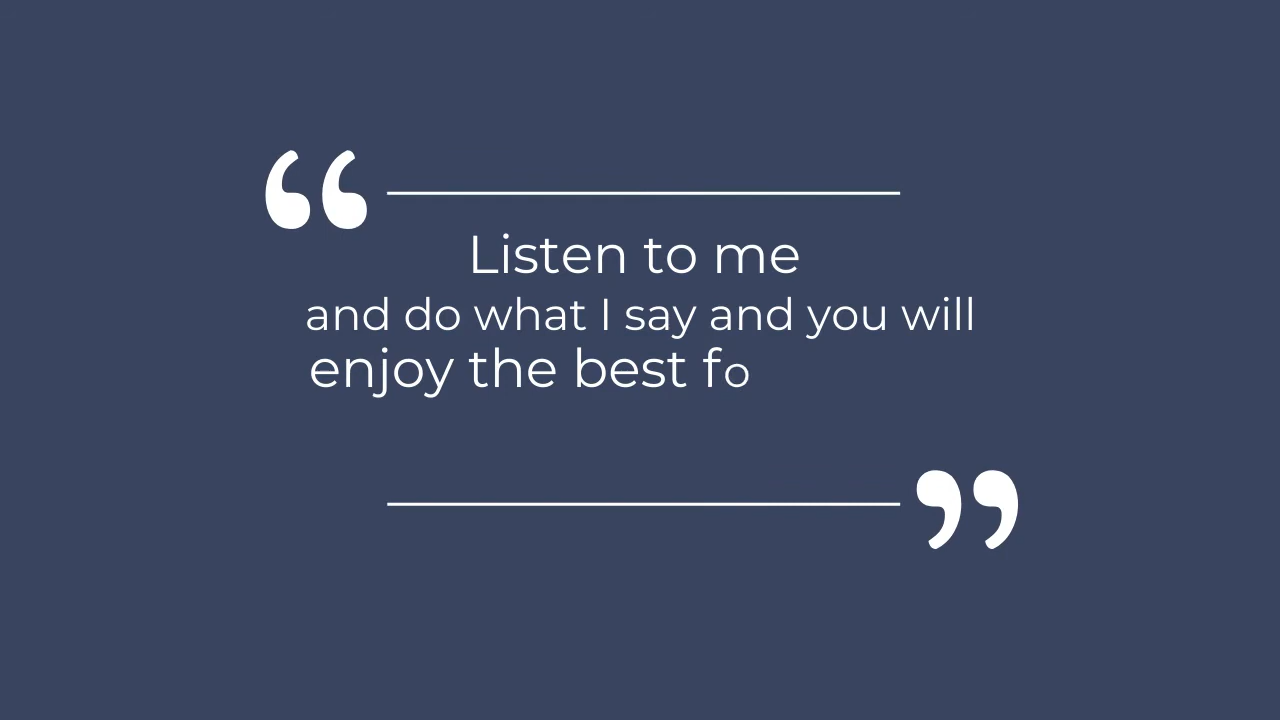 “
Listen to me
and do what I say and you will
enjoy the best fo
”